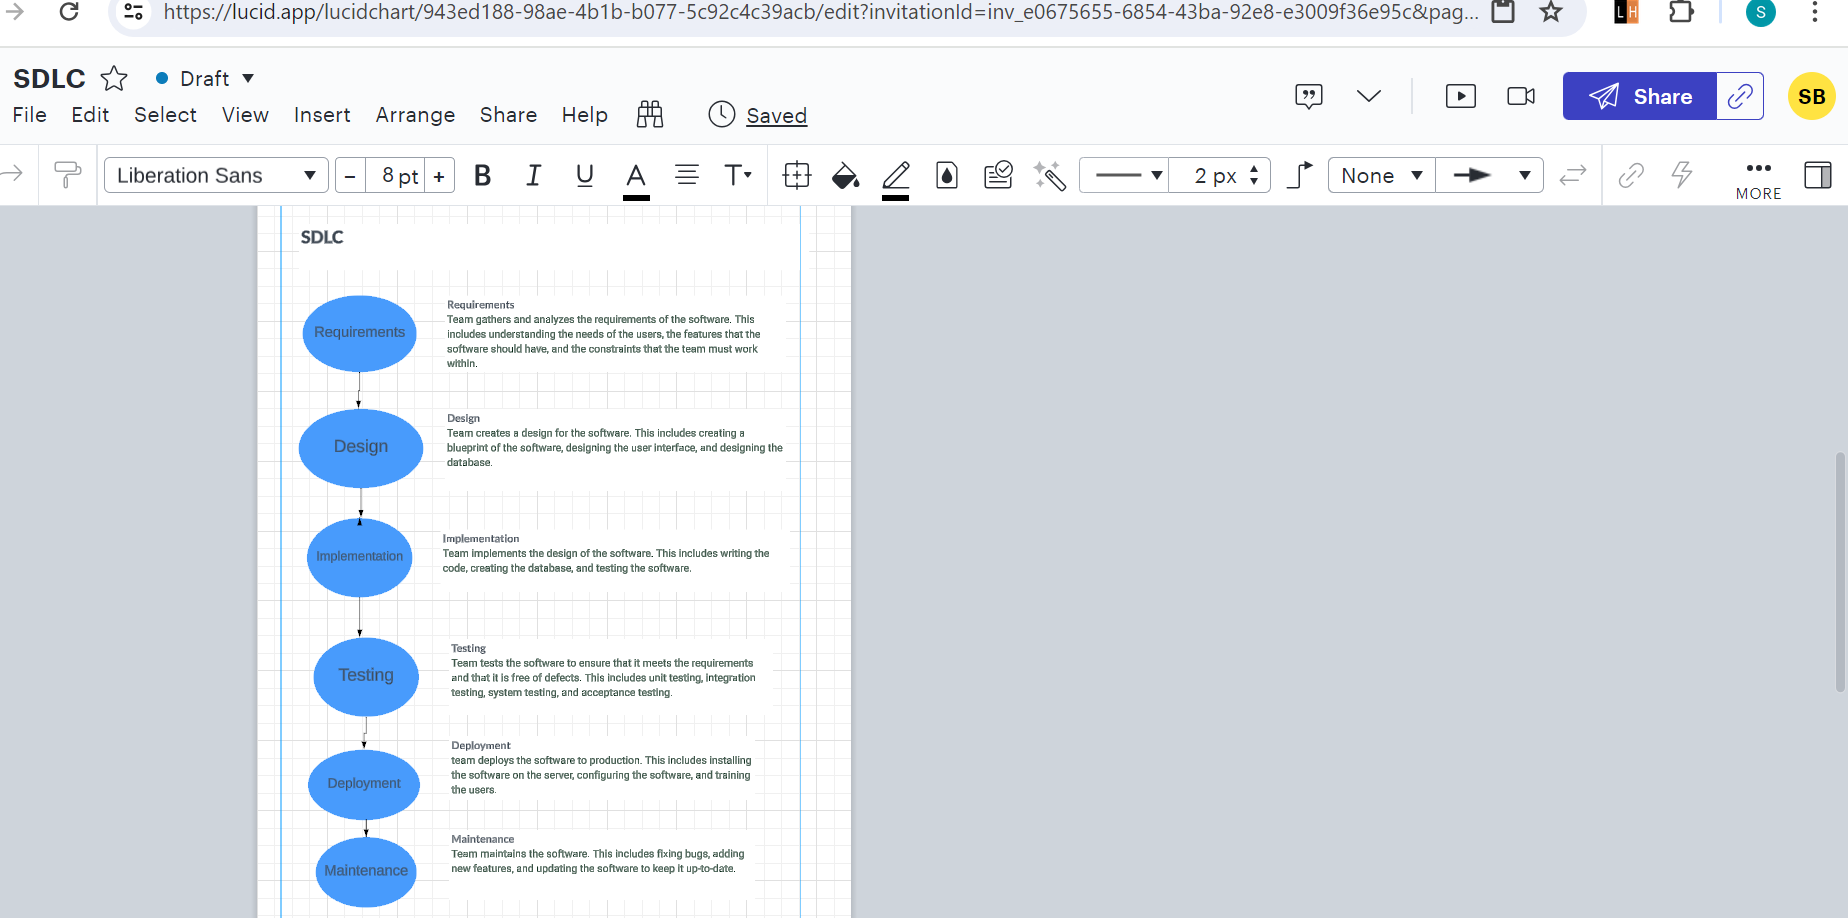 https://lucid.app/lucidchart/943ed188-98ae-4b1b-b077-5c92c4c39acb/edit?invitationId=inv_e0675655-6854-43ba-92e8-e3009f36e95c&pag...
L H
S
SDLC
Draft
File Edit Select View Insert Arrange Share Help
Saved
Share
SB
Liberation Sans
− 8 pt +
B I U A T
2 px
None
MORE
SDLC
Requirements
Requirements
Team gathers and analyzes the requirements of the software. This
includes understanding the needs of the users, the features that the
software should have, and the constraints that the team must work
within.
Design
Design
Team creates a design for the software. This includes creating a
blueprint of the software, designing the user interface, and designing the
database.
Implementation
Implementation
Team implements the design of the software. This includes writing the
code, creating the database, and testing the software.
Testing
Testing
Team tests the software to ensure that it meets the requirements
and that it is free of defects. This includes unit testing, integration
testing, system testing, and acceptance testing.
Deployment
Deployment
team deploys the software to production. This includes installing
the software on the server, configuring the software, and training
the users.
Maintenance
Maintenance
Team maintains the software. This includes fixing bugs, adding
new features, and updating the software to keep it up-to-date.